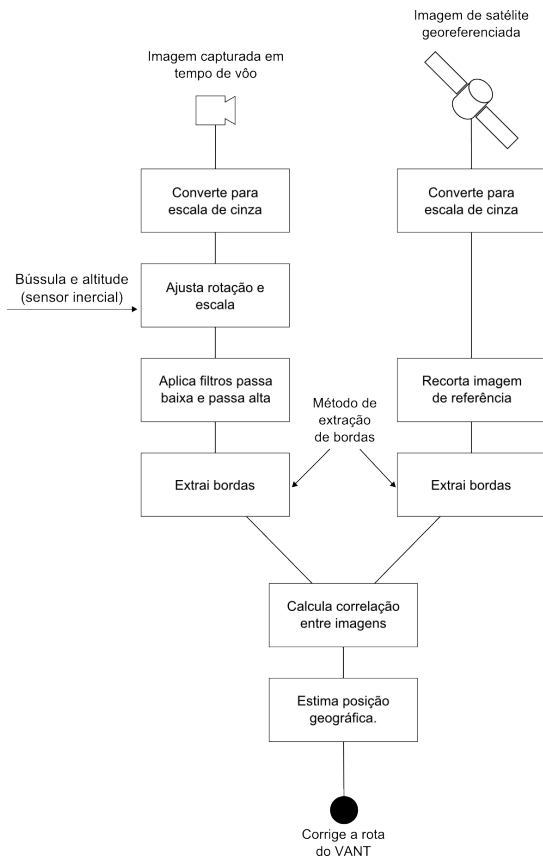 Imagem de satélite
georeferenciada
Imagem capturada em
tempo de vôo
Converte para
escala de cinza
Converte para
escala de cinza
Bússula e altitude
(sensor inercial)
Ajusta rotação e
escala
Aplica filtros passa
baixa e passa alta
Recorta imagem
de referência
Método de
extração
de bordas
Extrai bordas
Extrai bordas
Calcula correlação
entre imagens
Estima posição
geográfica.
Corrige a rota
do VANT